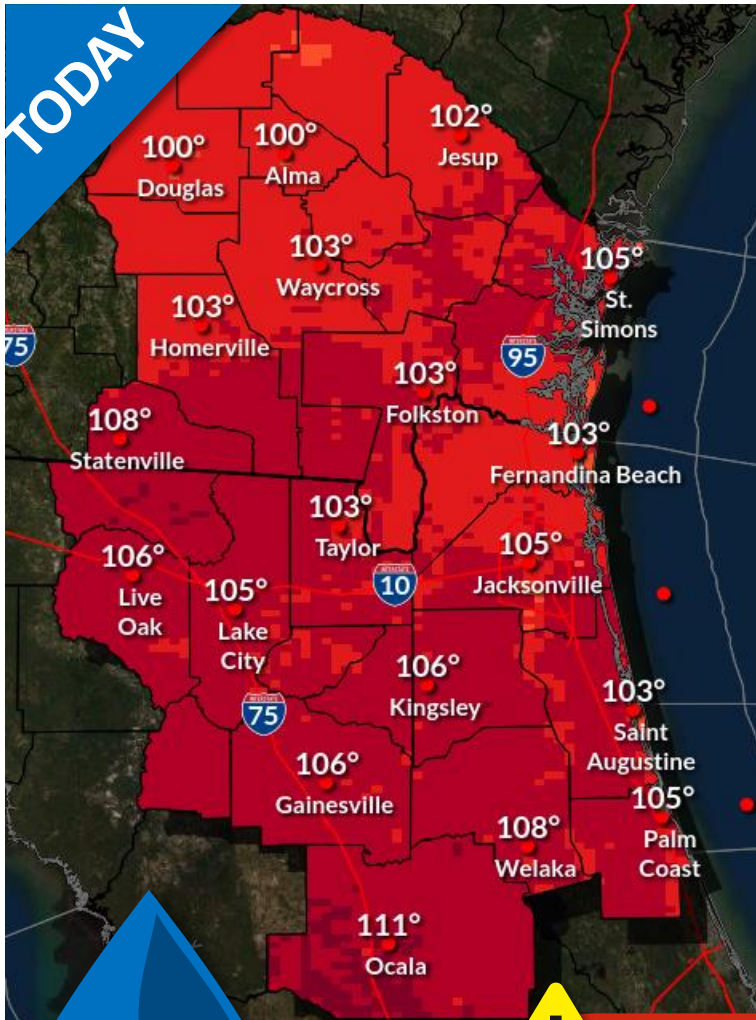 TODAY
100°
Douglas
100°
Alma
102°
Jesup
103°
Waycross
105°
St.
Simons
103°
Homerville
75
95
103°
Folkston
108°
Statenville
103°
Fernandina Beach
103°
Taylor
105°
Jacksonville
106°
Live
Oak
105°
Lake
City
10
106°
Kingsley
75
103°
Saint
Augustine
106°
Gainesville
105°
Palm
Coast
108°
Welaka
111°
Ocala